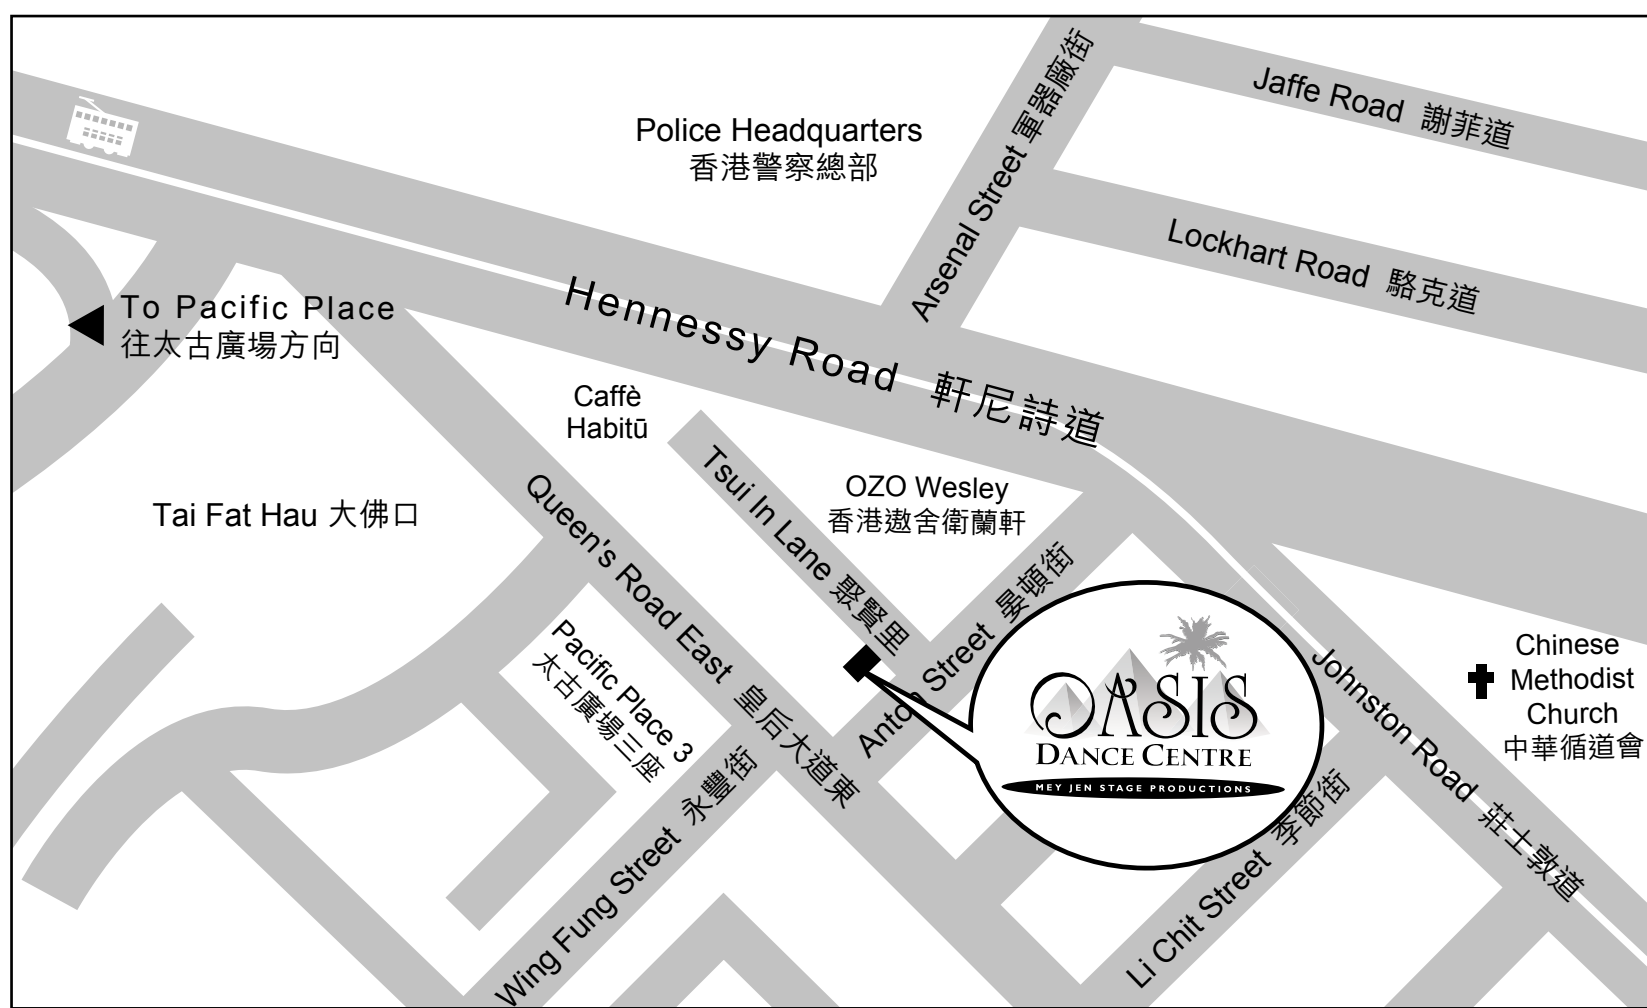 Jaffe Road 謝菲道
Police Headquarters
香港警察總部
Arsenal Street 軍器廠街
Lockhart Road 駱克道
To Pacific Place
往太古廣場方向
Hennessy Road 軒尼詩道
Caffè
Habitū
Tsui In Lane 聚賢里
OZO Wesley
香港遨舍衛蘭軒
Tai Fat Hau 大佛口
Queen's Road East 皇后大道東
Anton Street 晏頓街
Pacific Place 3
太古廣場三座
OASIS
DANCE CENTRE
MEY JEN STAGE PRODUCTIONS
Johnston Road 莊士敦道
Chinese
Methodist
Church
中華循道會
Wing Fung Street 永豐街
Li Chit Street 李節街